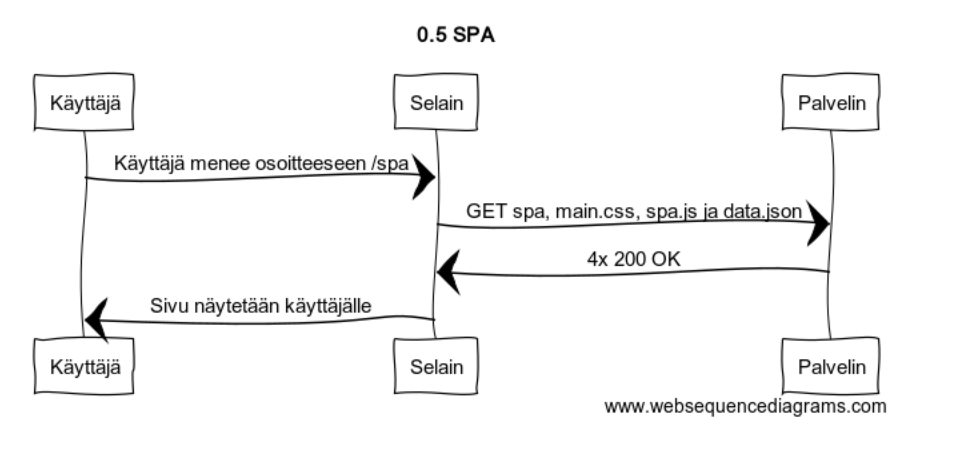 0.5 SPA
Käyttäjä
Selain
Palvelin
Käyttäjä menee osoitteeseen /spa
GET spa, main.css, spa.js ja data.json
4x 200 OK
Sivu näytetään käyttäjälle
Käyttäjä
Selain
Palvelin
www.websequencediagrams.com